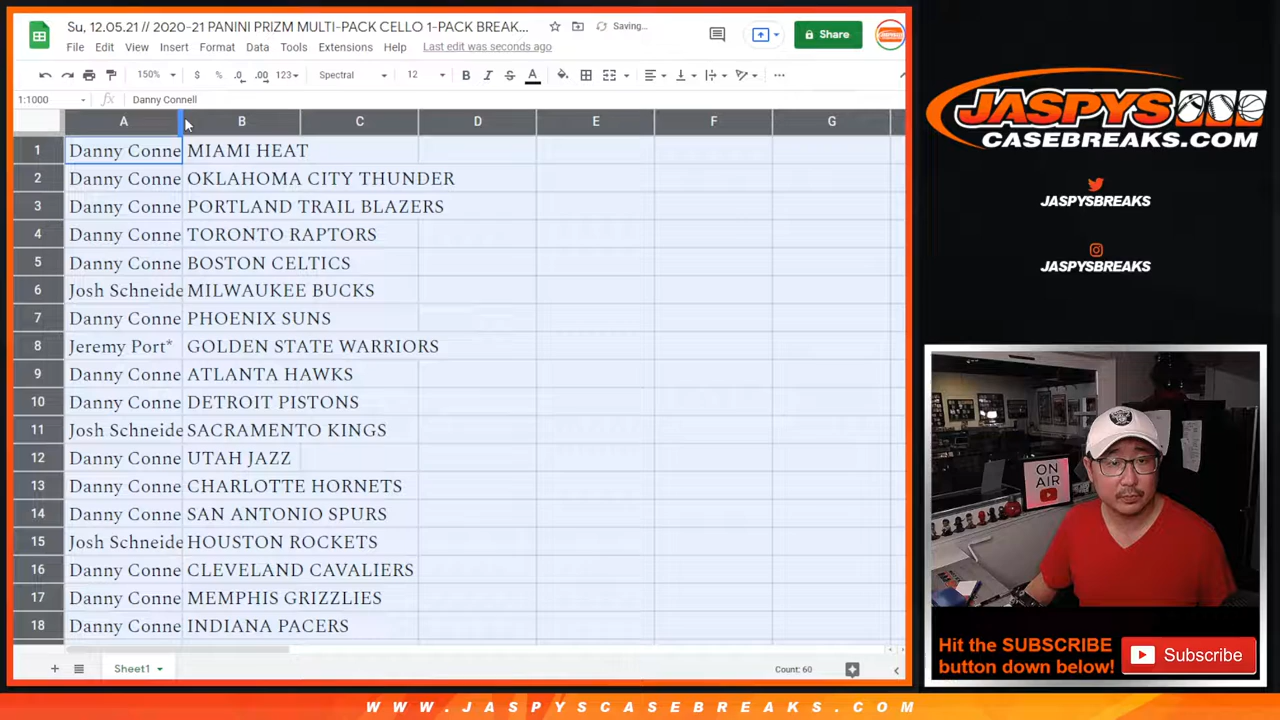 Su, 12.05.21 // 2020-21 PANINI PRIZM MULTI-PACK CELLO 1-PACK BREAK...
Saving...
File Edit View Insert Format Data Tools Extensions Help Last edit was seconds ago
Share
150% $ % .0 .00 123 Spectral 12 B I S A
1:1000 fx Danny Connell
A B C D E F G
1 Danny Conne MIAMI HEAT
2 Danny Conne OKLAHOMA CITY THUNDER
3 Danny Conne PORTLAND TRAIL BLAZERS
4 Danny Conne TORONTO RAPTORS
5 Danny Conne BOSTON CELTICS
6 Josh Schneide MILWAUKEE BUCKS
7 Danny Conne PHOENIX SUNS
8 Jeremy Port* GOLDEN STATE WARRIORS
9 Danny Conne ATLANTA HAWKS
10 Danny Conne DETROIT PISTONS
11 Josh Schneide SACRAMENTO KINGS
12 Danny Conne UTAH JAZZ
13 Danny Conne CHARLOTTE HORNETS
14 Danny Conne SAN ANTONIO SPURS
15 Josh Schneide HOUSTON ROCKETS
16 Danny Conne CLEVELAND CAVALIERS
17 Danny Conne MEMPHIS GRIZZLIES
18 Danny Conne INDIANA PACERS
Sheet1
Count: 60
JASPYS
CASEBREAKS.COM
JASPYSBREAKS
JASPYSBREAKS
ON
AIR
Hit the SUBSCRIBE
button down below!
Subscribe
WWW.JASPYSCASEBREAKS.COM